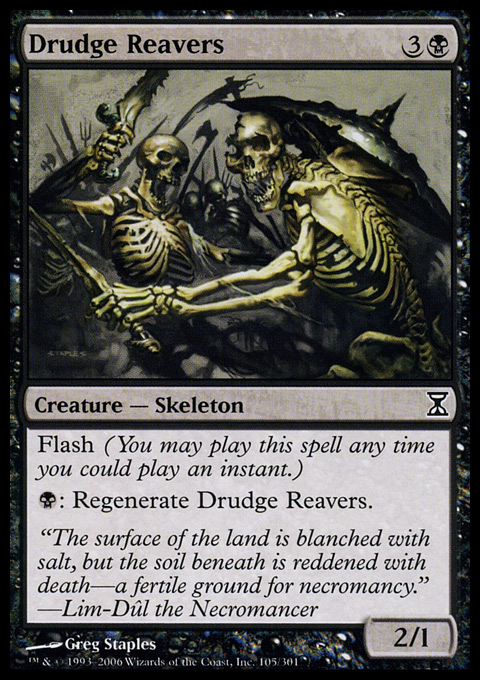 Drudge Reavers 3
STAPLES
Creature — Skeleton
Flash (You may play this spell any time
you could play an instant.)
: Regenerate Drudge Reavers.
“The surface of the land is blanched with
salt, but the soil beneath is reddened with
death—a fertile ground for necromancy.”
—Lim-Dûl the Necromancer
Greg Staples
2/1
™ & © 1993–2006 Wizards of the Coast, Inc. 105/301